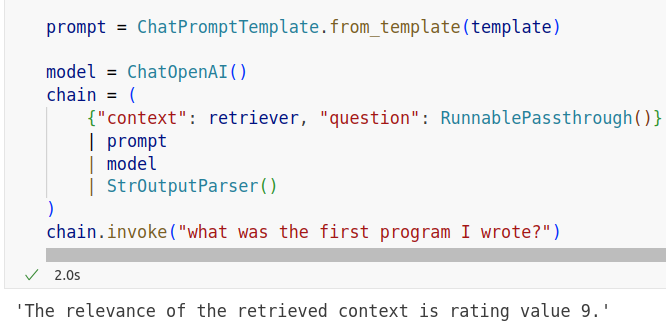 prompt = ChatPromptTemplate.from_template(template)
model = ChatOpenAI()
chain = (
{"context": retriever, "question": RunnablePassthrough()}
| prompt
| model
| StrOutputParser()
)
chain.invoke("what was the first program I wrote?")
2.0s
'The relevance of the retrieved context is rating value 9.'